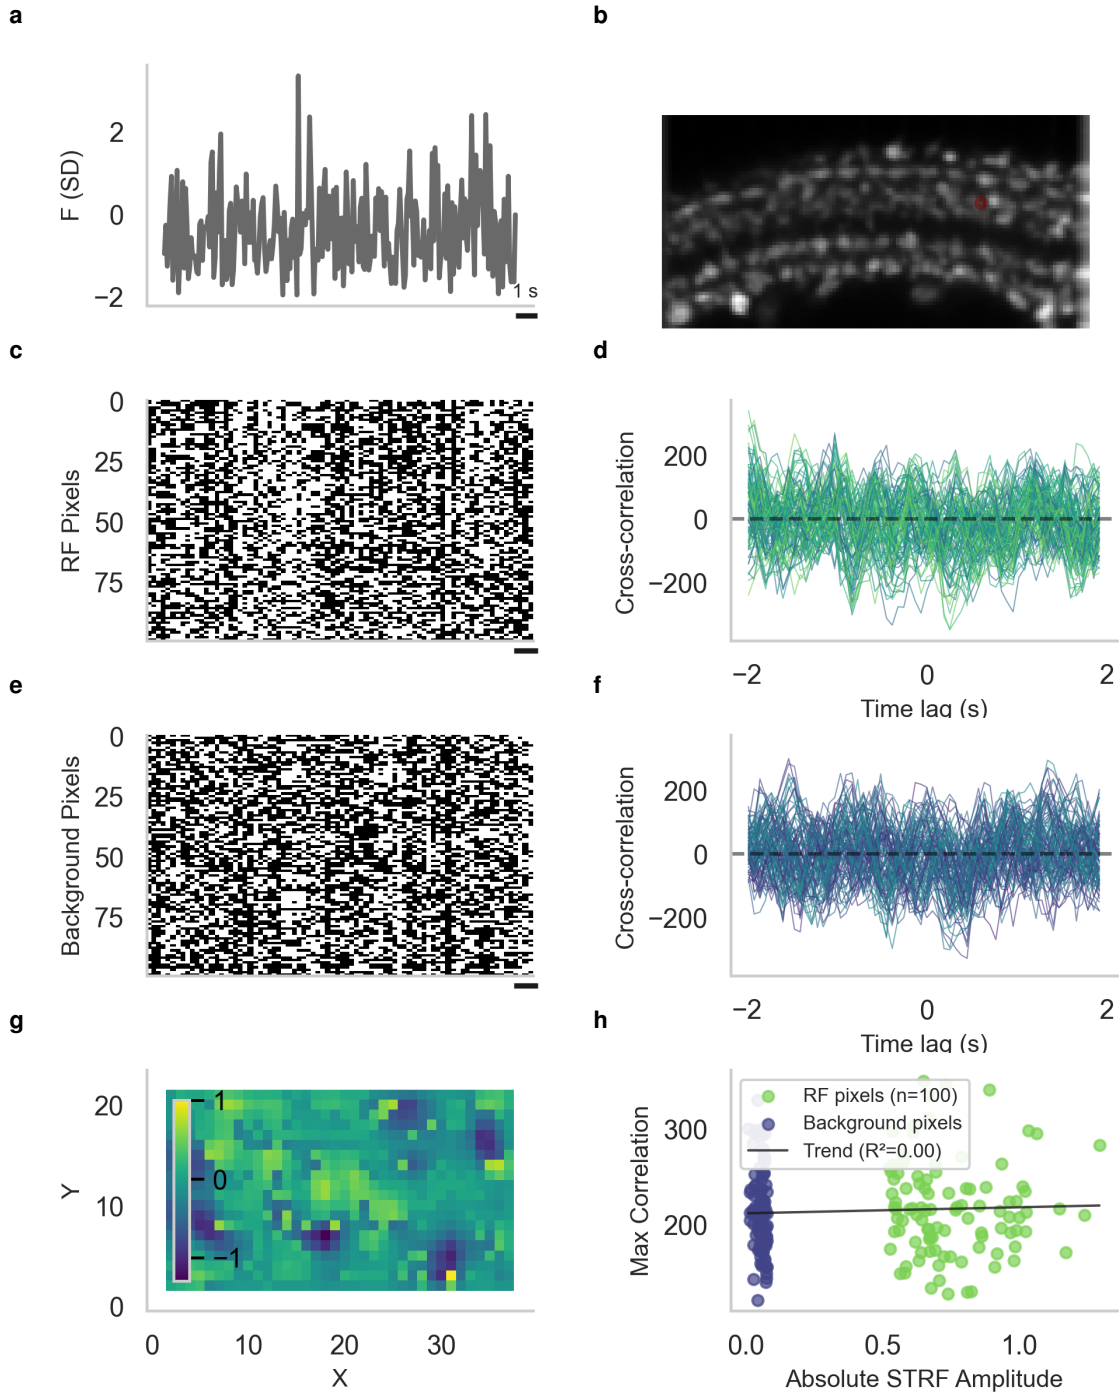 a
F (SD)
2
0
−2
1 s
b
c
RF Pixels
0
25
50
75
d
Cross-correlation
200
0
−200
−2
0
2
Time lag (s)
e
Background Pixels
0
25
50
75
f
Cross-correlation
200
0
−200
−2
0
2
Time lag (s)
g
Y
20
10
0
1
0
−1
0
10
20
30
X
h
Max Correlation
300
200
RF pixels (n=100)
Background pixels
Trend (R²=0.00)
0.0
0.5
1.0
Absolute STRF Amplitude